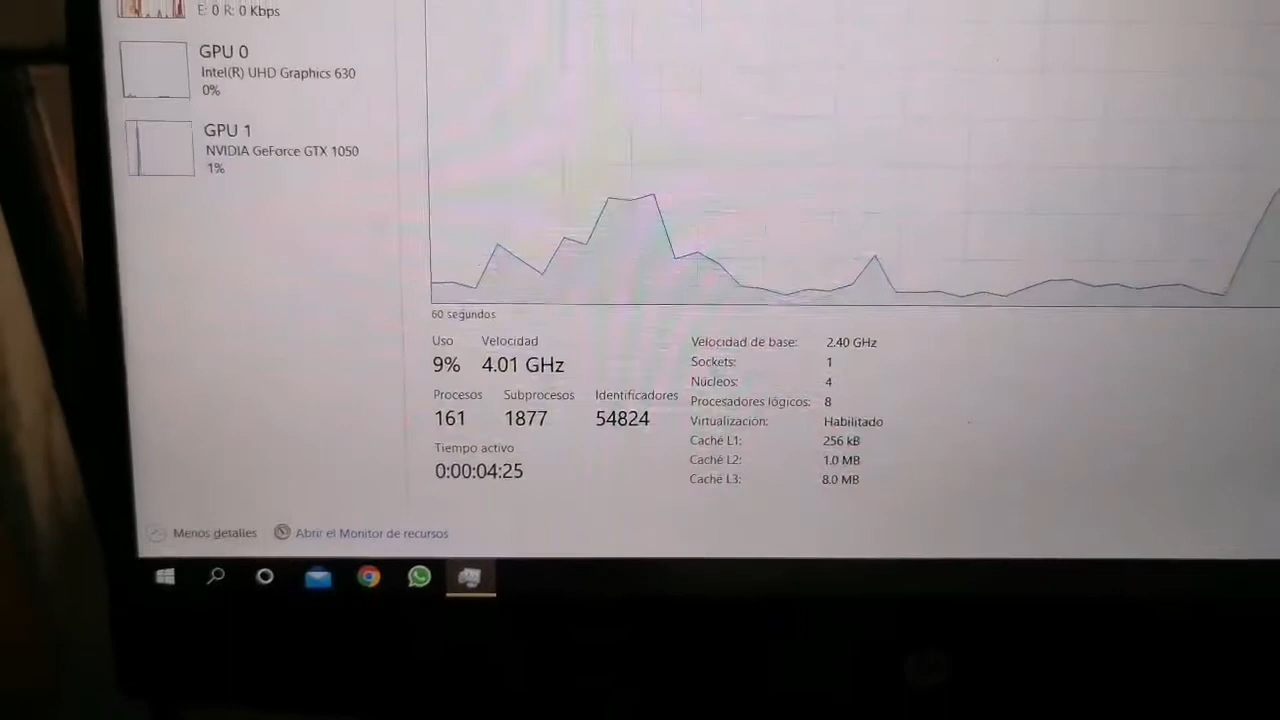 E: 0 R: 0 Kbps
GPU 0
Intel(R) UHD Graphics 630
0%
GPU 1
NVIDIA GeForce GTX 1050
1%
60 segundos
Uso Velocidad
9% 4.01 GHz
Procesos Subprocesos Identificadores
161 1877 54824
Tiempo activo
0:00:04:25
Velocidad de base: 2.40 GHz
Sockets: 1
Núcleos: 4
Procesadores lógicos: 8
Virtualización: Habilitado
Caché L1: 256 kB
Caché L2: 1.0 MB
Caché L3: 8.0 MB
Menos detalles Abrir el Monitor de recursos